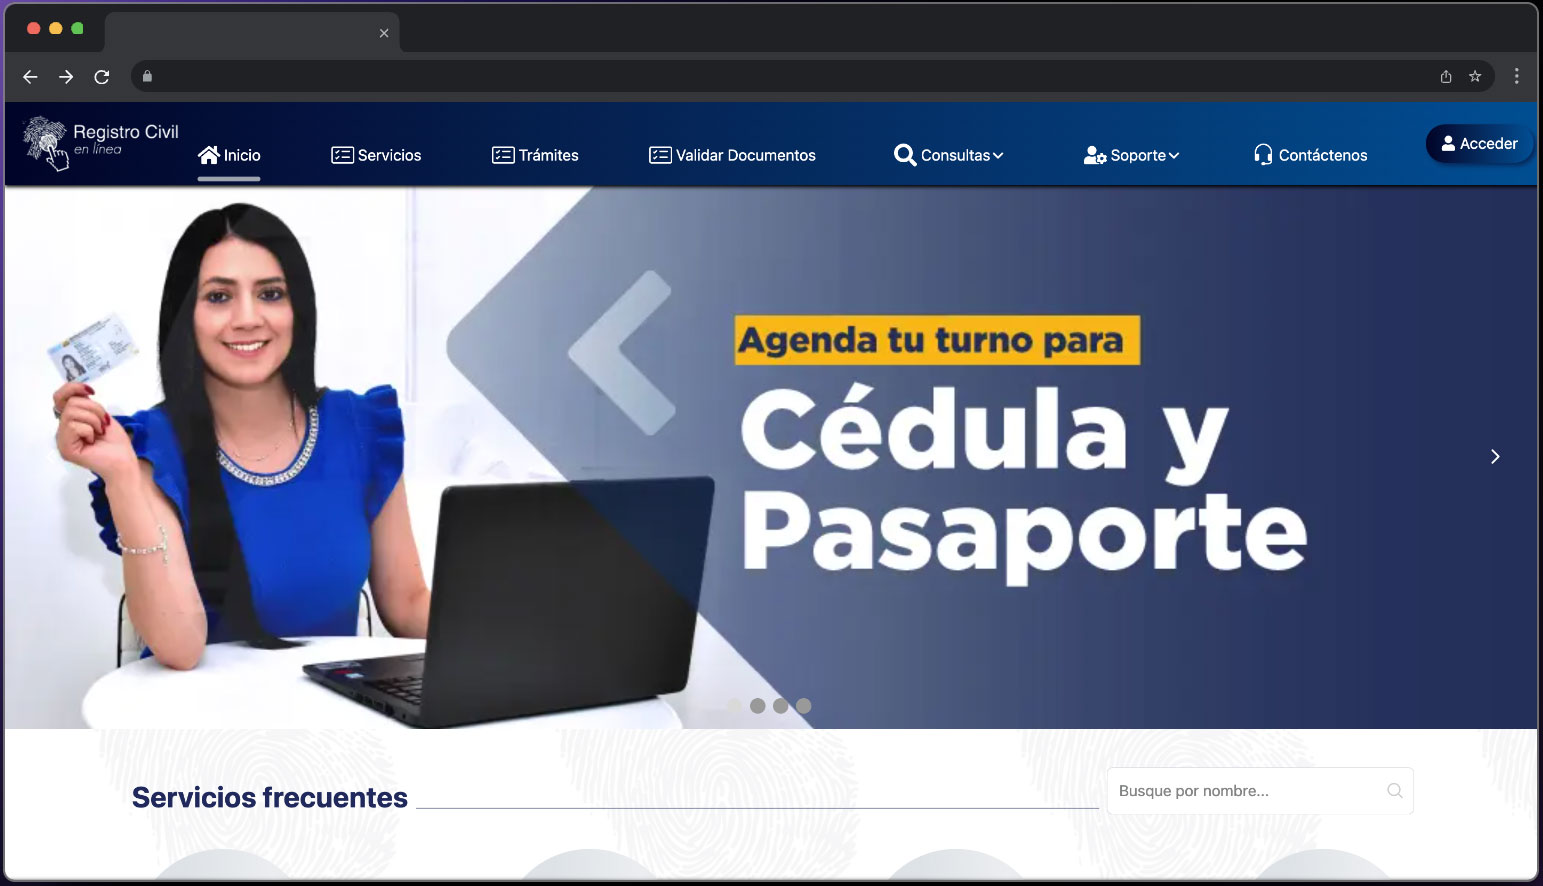 Registro Civil
en línea
Inicio
Servicios
Trámites
Validar Documentos
Consultas
Soporte
Contáctenos
Acceder
Agenda tu turno para
Cédula y
Pasaporte
Servicios frecuentes
Busque por nombre...